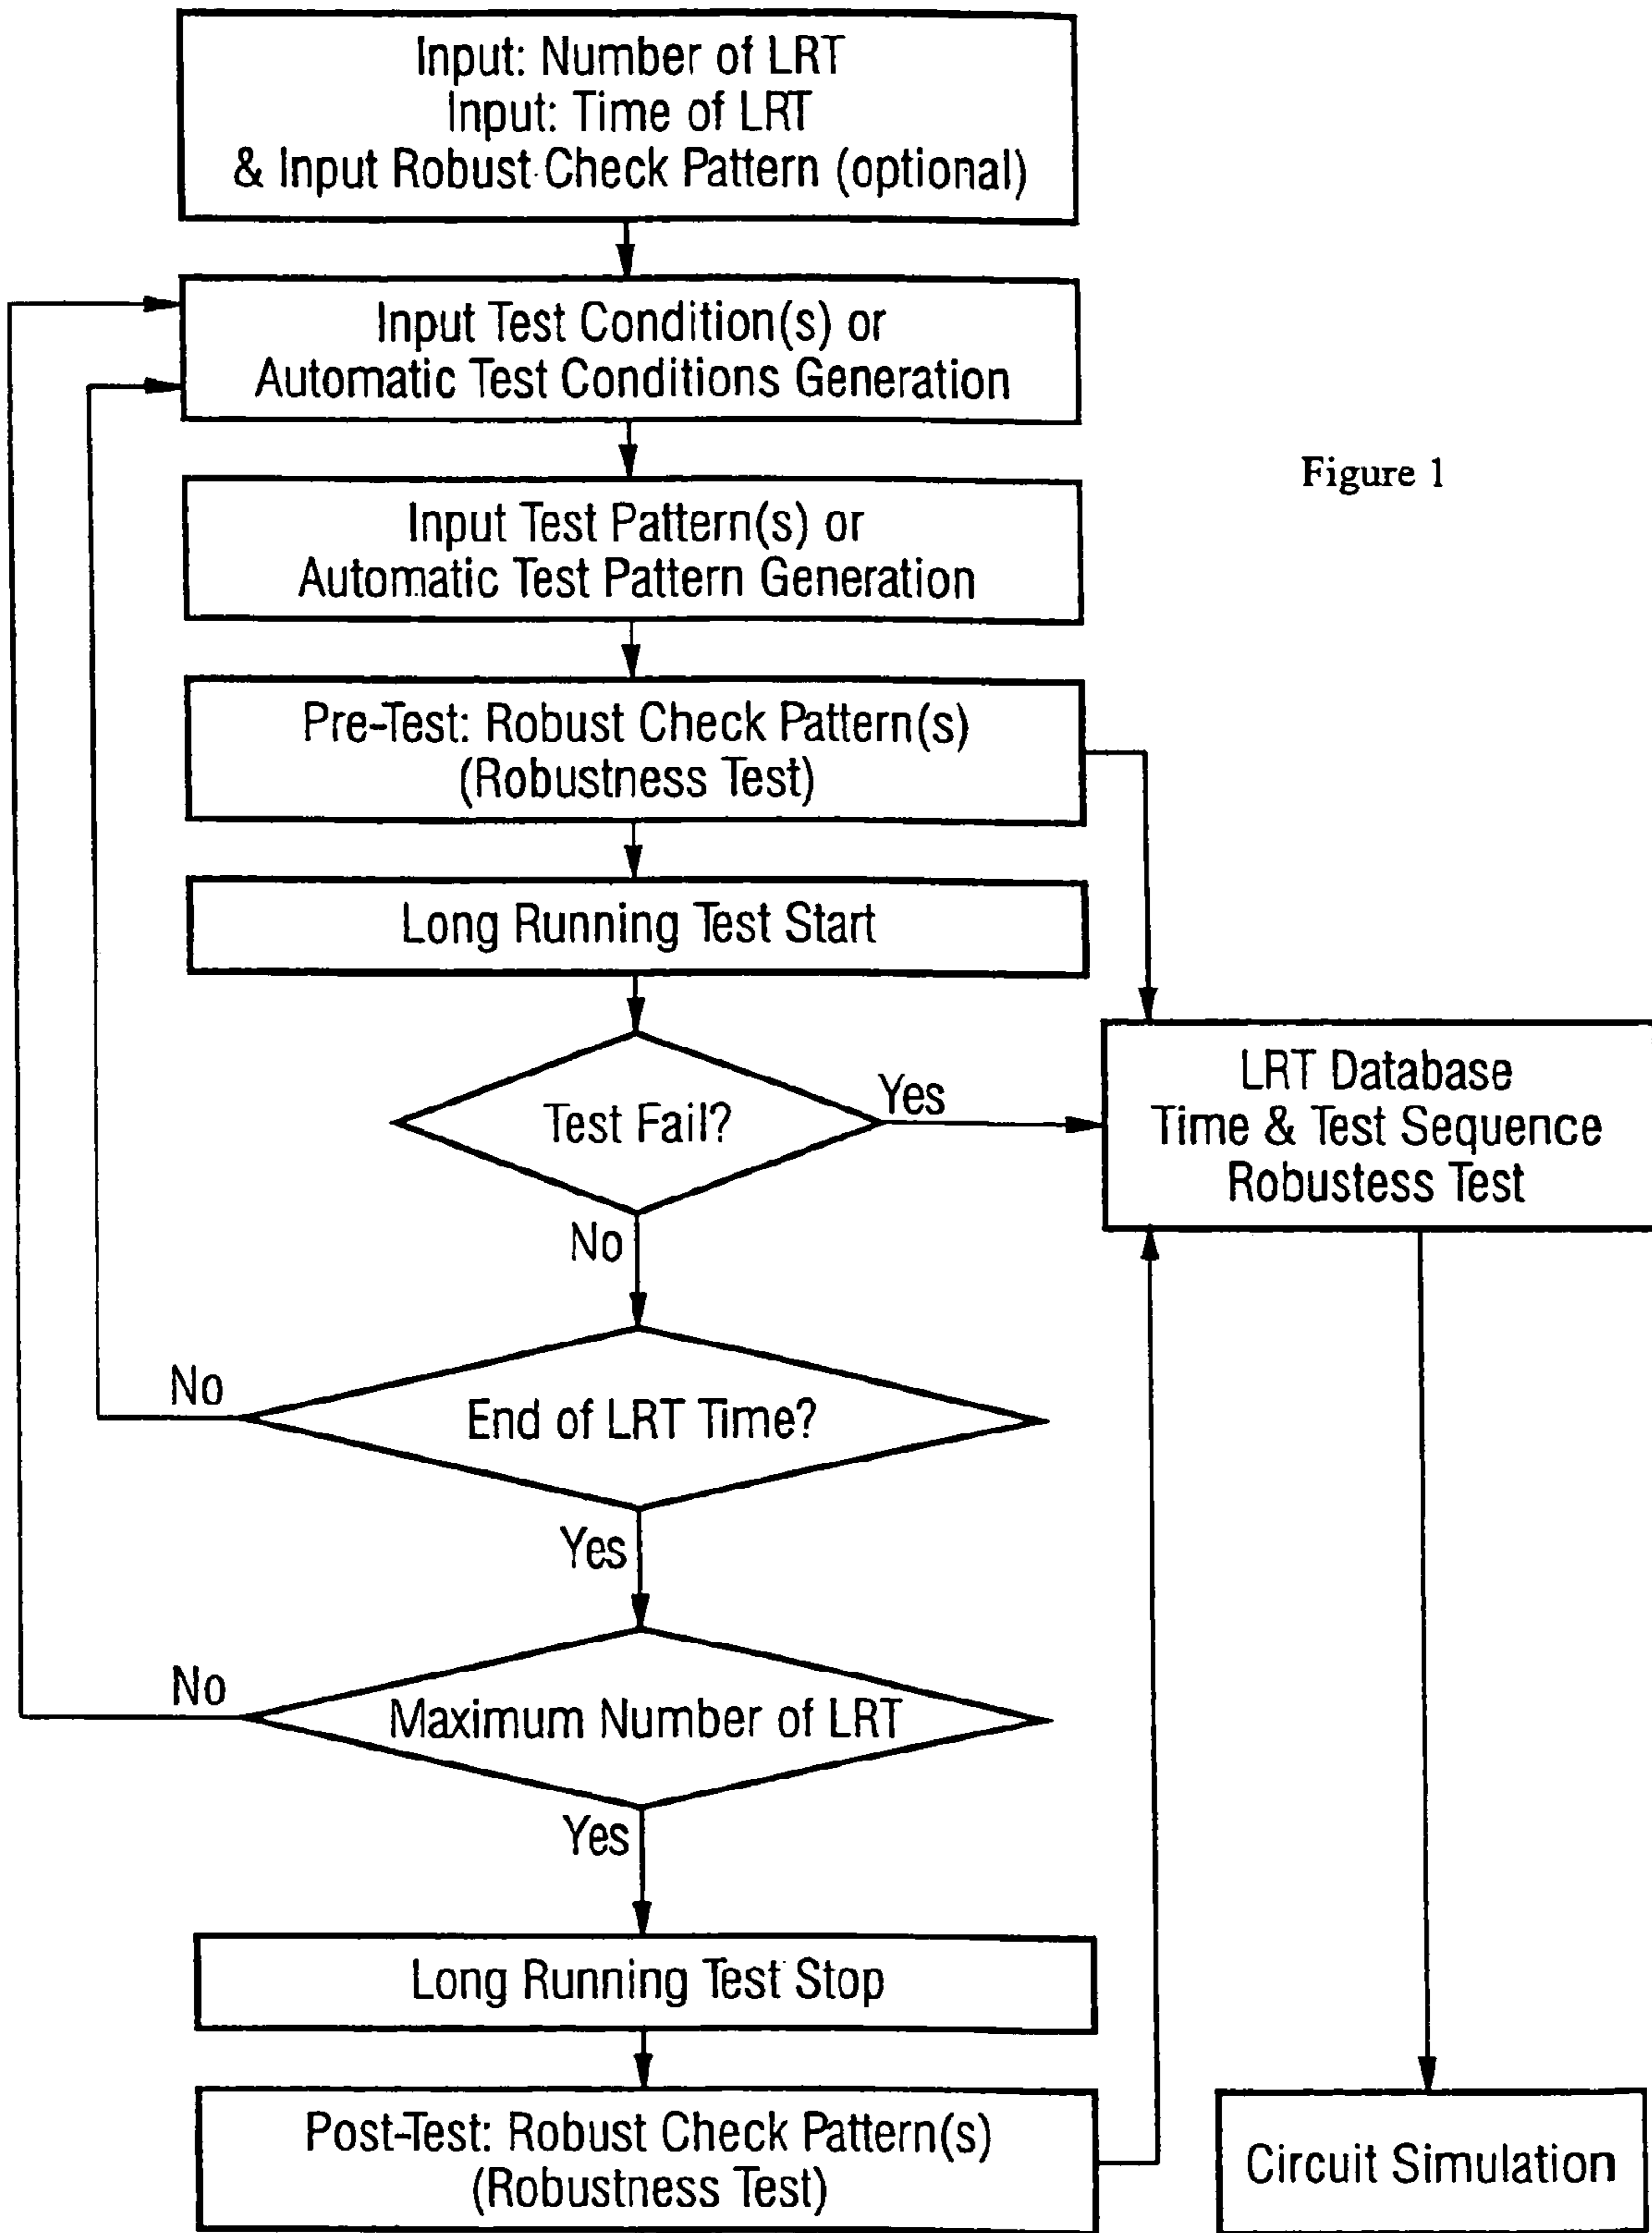 Input: Number of LRT
Input: Time of LRT
& Input Robust Check Pattern (optional)
Input Test Condition(s) or
Automatic Test Conditions Generation
Figure 1
Input Test Pattern(s) or
Automatic Test Pattern Generation
Pre-Test: Robust Check Pattern(s)
(Robustness Test)
Long Running Test Start
Test Fail?
Yes
LRT Database
Time & Test Sequence
Robustess Test
No
End of LRT Time?
No
Yes
Maximum Number of LRT
No
Yes
Long Running Test Stop
Post-Test: Robust Check Pattern(s)
(Robustness Test)
Circuit Simulation